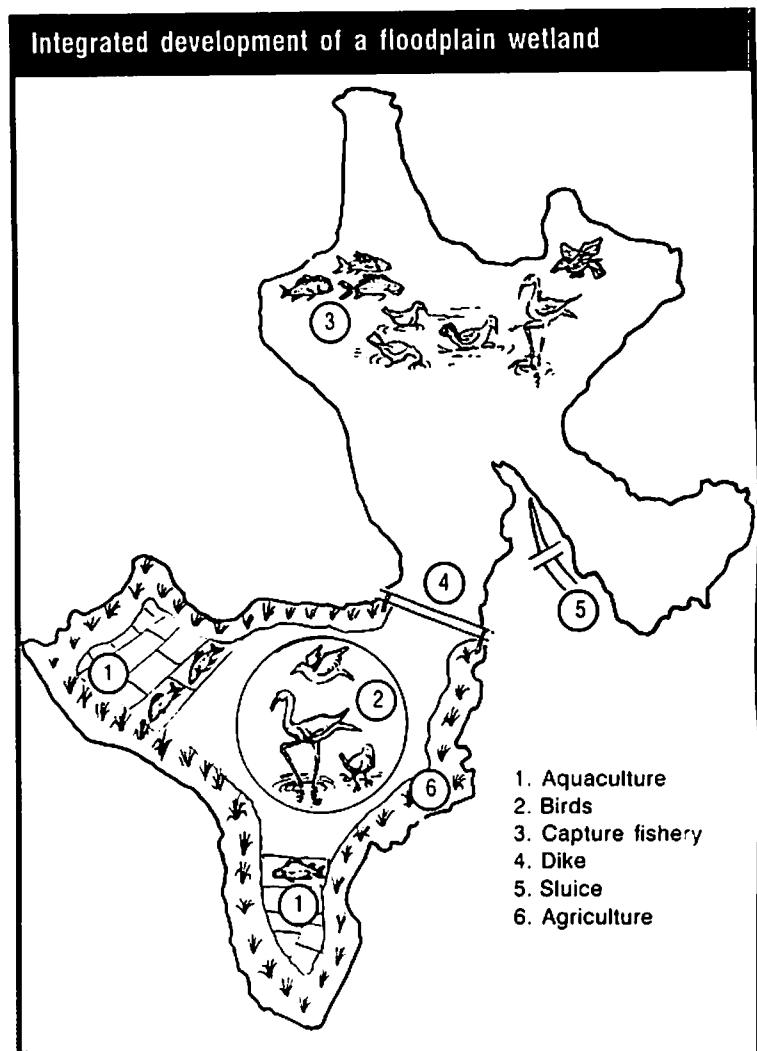 Integrated development of a floodplain wetland
3
4
5
1
2
6
1
1. Aquaculture
2. Birds
3. Capture fishery
4. Dike
5. Sluice
6. Agriculture